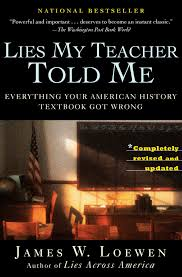 NATIONAL BESTSELLER
"Powerful and important . . . deserves to become an instant classic."
—The Washington Post Book World
LIES MY TEACHER
TOLD ME
EVERYTHING YOUR AMERICAN HISTORY
TEXTBOOK GOT WRONG
*Completely
revised and
updated
JAMES W. LOEWEN
Author of LIES ACROSS AMERICA